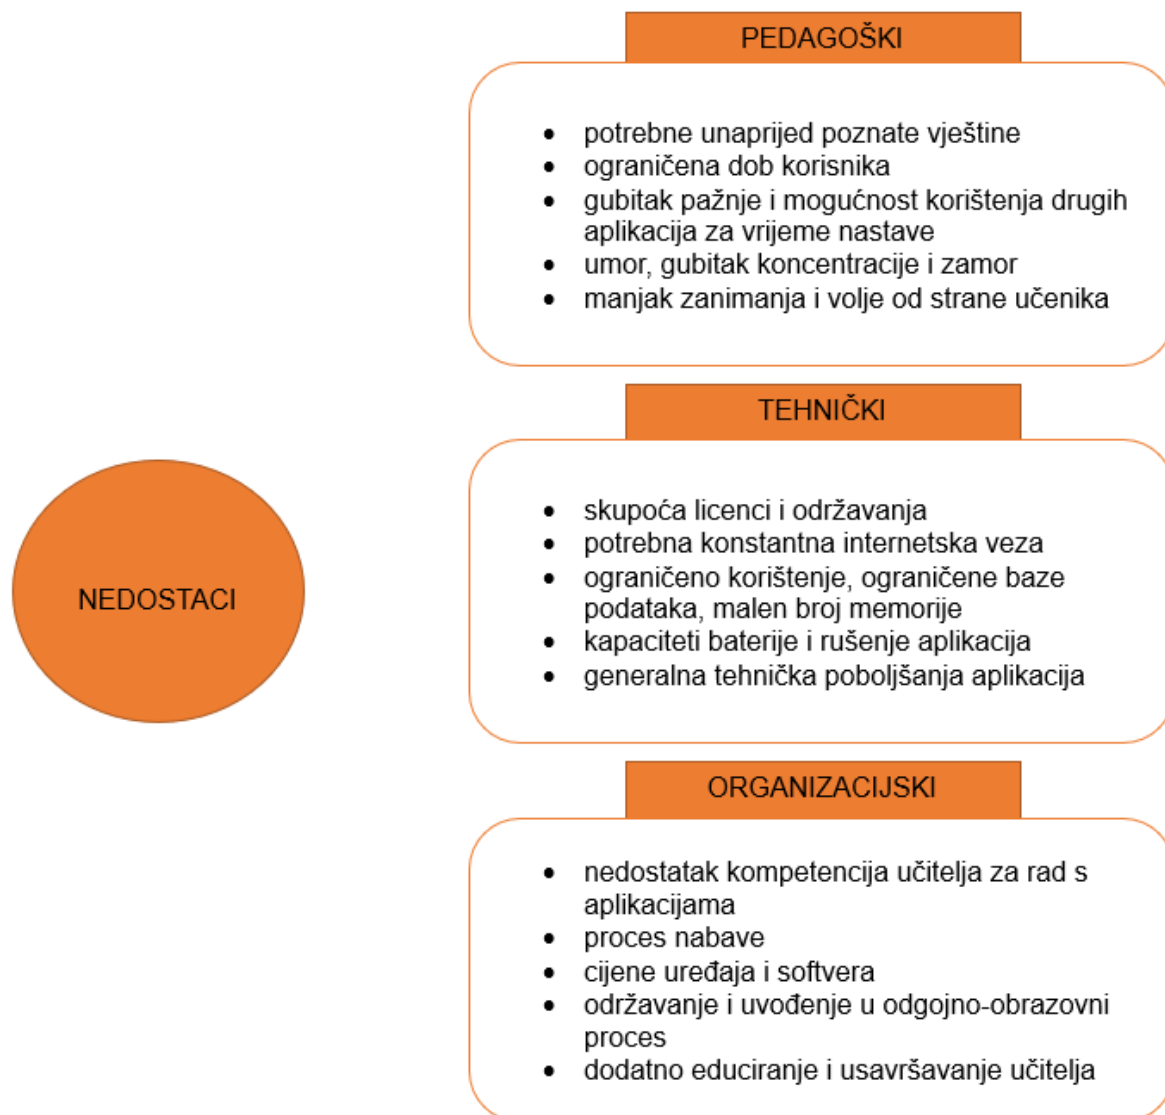 PEDAGOŠKI
• potrebne unaprijed poznate vještine
• ograničena dob korisnika
• gubitak pažnje i mogućnost korištenja drugih
aplikacija za vrijeme nastave
• umor, gubitak koncentracije i zamor
• manjak zanimanja i volje od strane učenika
TEHNIČKI
• skupoća licenci i održavanja
• potrebna konstantna internetska veza
• ograničeno korištenje, ograničene baze
podataka, malen broj memorije
• kapaciteti baterije i rušenje aplikacija
• generalna tehnička poboljšanja aplikacija
NEDOSTACI
ORGANIZACIJSKI
• nedostatak kompetencija učitelja za rad s
aplikacijama
• proces nabave
• cijene uređaja i softvera
• održavanje i uvođenje u odgojno-obrazovni
proces
• dodatno educiranje i usavršavanje učitelja